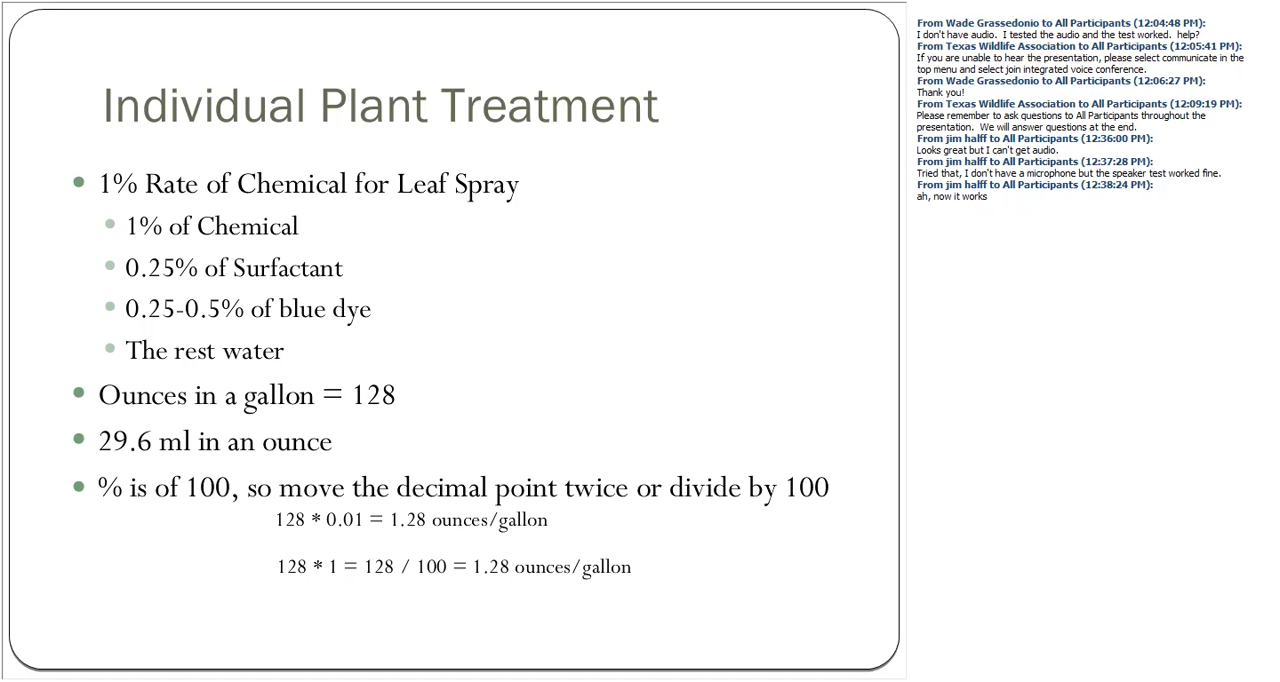 Individual Plant Treatment
1% Rate of Chemical for Leaf Spray
1% of Chemical
0.25% of Surfactant
0.25-0.5% of blue dye
The rest water
Ounces in a gallon = 128
29.6 ml in an ounce
% is of 100, so move the decimal point twice or divide by 100
128 * 0.01 = 1.28 ounces/gallon
128 * 1 = 128 / 100 = 1.28 ounces/gallon
From Wade Grassedonio to All Participants (12:04:48 PM):
I don't have audio.  I tested the audio and the test worked.  help?
From Texas Wildlife Association to All Participants (12:05:41 PM):
If you are unable to hear the presentation, please select communicate in the
top menu and select join integrated voice conference.
From Wade Grassedonio to All Participants (12:06:27 PM):
Thank you!
From Texas Wildlife Association to All Participants (12:09:19 PM):
Please remember to ask questions to All Participants throughout the
presentation.  We will answer questions at the end.
From jim halff to All Participants (12:36:00 PM):
Looks great but I can't get audio.
From jim halff to All Participants (12:37:28 PM):
Tried that, I don't have a microphone but the speaker test worked fine.
From jim halff to All Participants (12:38:24 PM):
ah, now it works